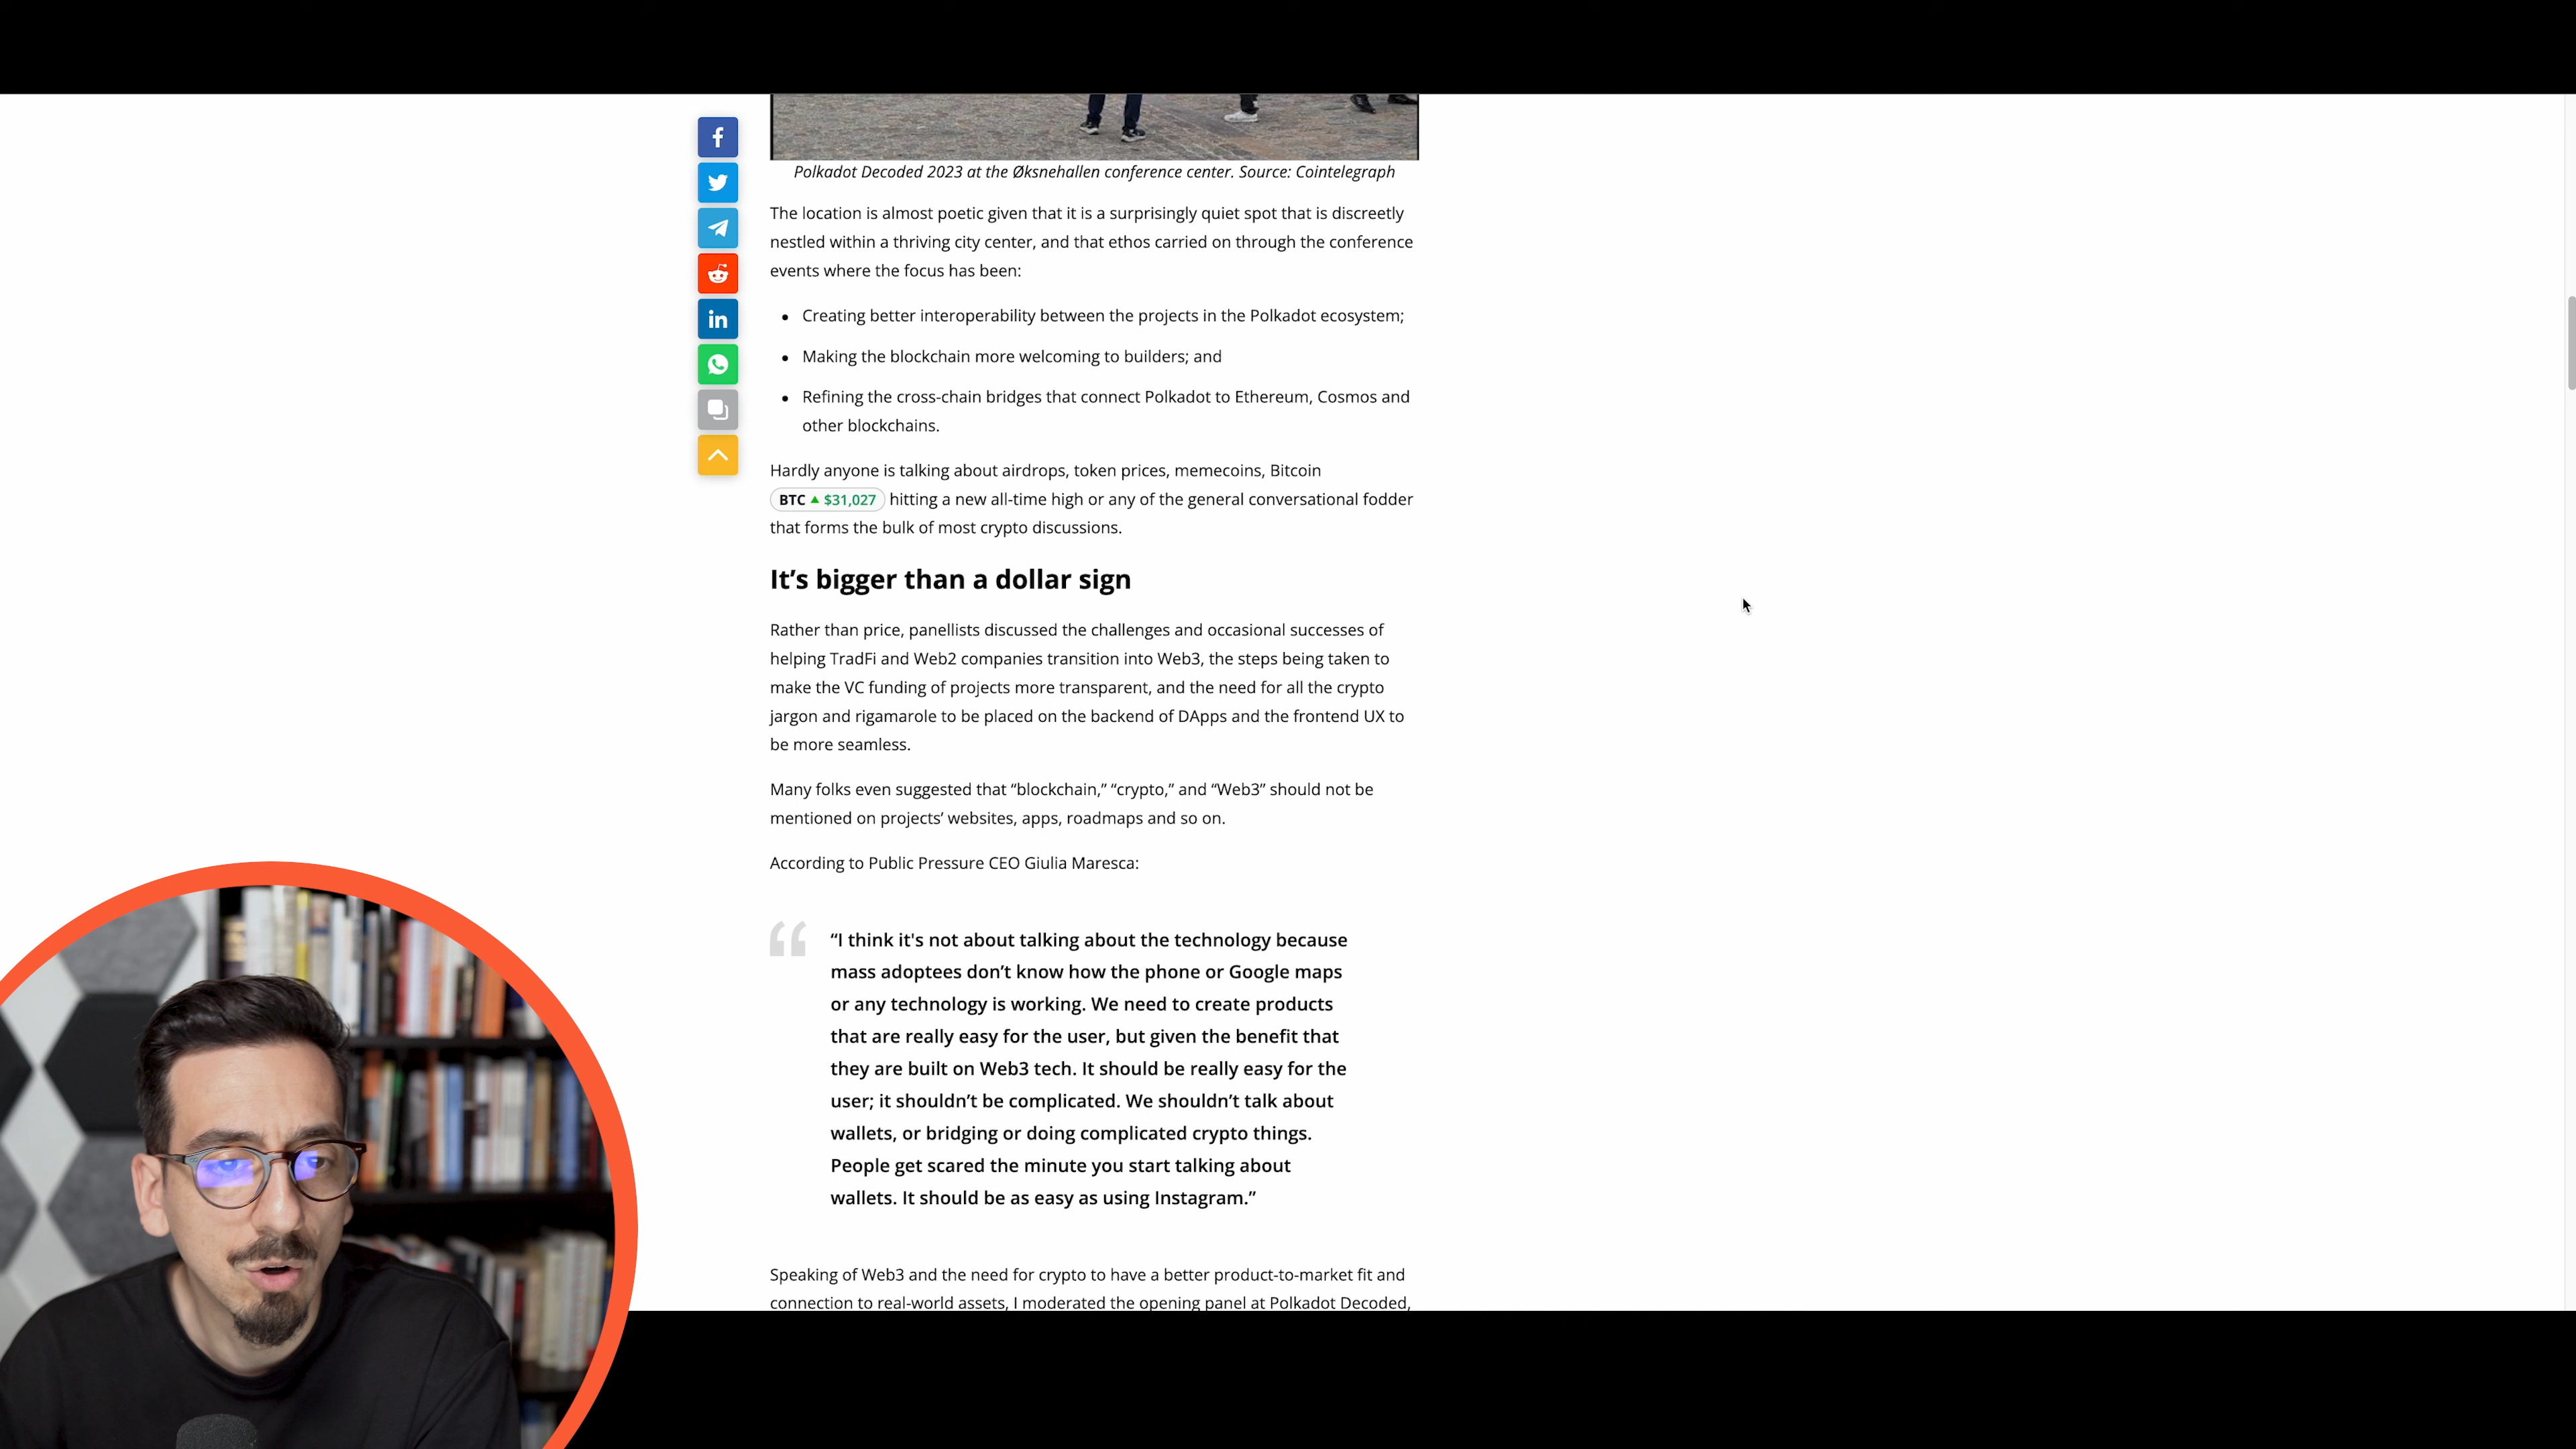 Polkadot Decoded 2023 at the Øksnehallen conference center. Source: Cointelegraph
The location is almost poetic given that it is a surprisingly quiet spot that is discreetly
nestled within a thriving city center, and that ethos carried on through the conference
events where the focus has been:
• Creating better interoperability between the projects in the Polkadot ecosystem;
• Making the blockchain more welcoming to builders; and
• Refining the cross-chain bridges that connect Polkadot to Ethereum, Cosmos and
other blockchains.
Hardly anyone is talking about airdrops, token prices, memecoins, Bitcoin
BTC ▲ $31,027 hitting a new all-time high or any of the general conversational fodder
that forms the bulk of most crypto discussions.
It’s bigger than a dollar sign
Rather than price, panellists discussed the challenges and occasional successes of
helping TradFi and Web2 companies transition into Web3, the steps being taken to
make the VC funding of projects more transparent, and the need for all the crypto
jargon and rigamarole to be placed on the backend of DApps and the frontend UX to
be more seamless.
Many folks even suggested that “blockchain,” “crypto,” and “Web3” should not be
mentioned on projects’ websites, apps, roadmaps and so on.
According to Public Pressure CEO Giulia Maresca:
“I think it's not about talking about the technology because
mass adoptees don’t know how the phone or Google maps
or any technology is working. We need to create products
that are really easy for the user, but given the benefit that
they are built on Web3 tech. It should be really easy for the
user; it shouldn’t be complicated. We shouldn’t talk about
wallets, or bridging or doing complicated crypto things.
People get scared the minute you start talking about
wallets. It should be as easy as using Instagram.”
Speaking of Web3 and the need for crypto to have a better product-to-market fit and
connection to real-world assets, I moderated the opening panel at Polkadot Decoded,